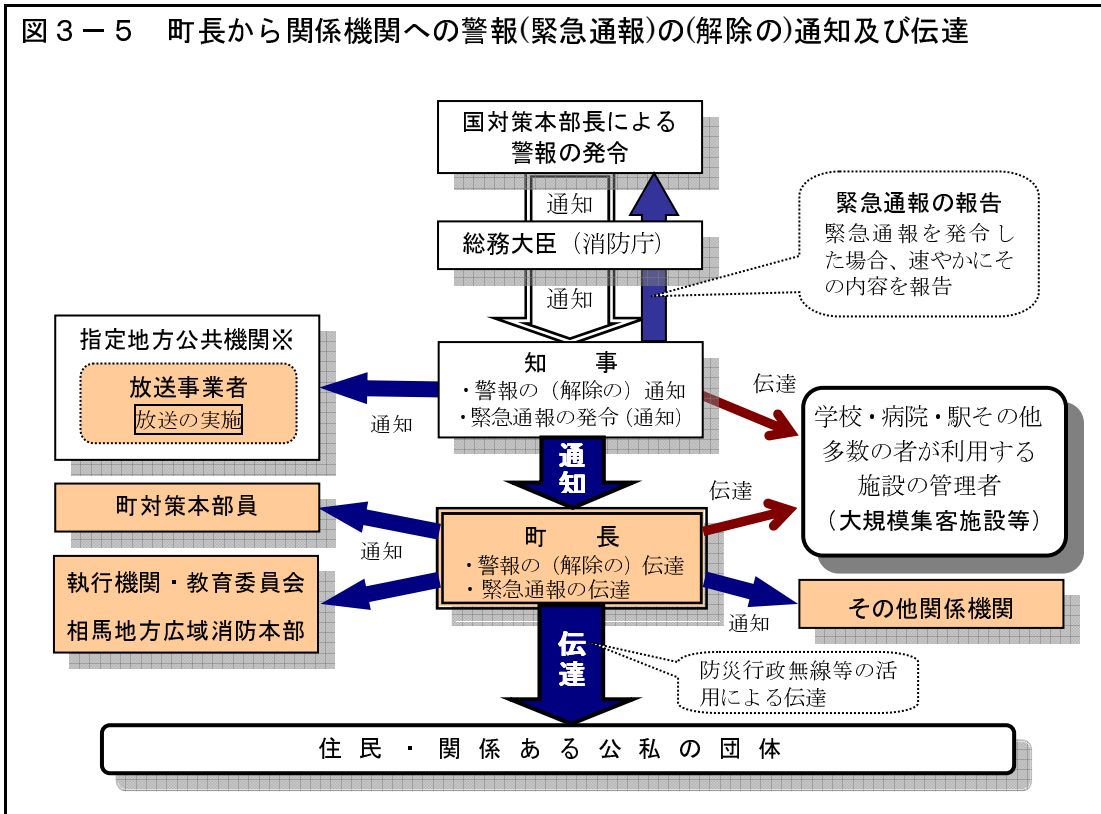 図３－５　町長から関係機関への警報(緊急通報)の(解除の)通知及び伝達
国対策本部長による
警報の発令
通知
総務大臣（消防庁）
通知
緊急通報の報告
緊急通報を発令し
た場合、速やかにそ
の内容を報告
指定地方公共機関※
放送事業者
放送の実施
通知
知　事
・警報の（解除の）通知
・緊急通報の発令（通知）
伝達
学校・病院・駅その他
多数の者が利用する
施設の管理者
（大規模集客施設等）
通知
伝達
町対策本部員
通知
執行機関・教育委員会
相馬地方広域消防本部
町　長
・警報の（解除の）伝達
・緊急通報の伝達
その他関係機関
通知
伝達
防災行政無線等の活
用による伝達
住民・関係ある公私の団体